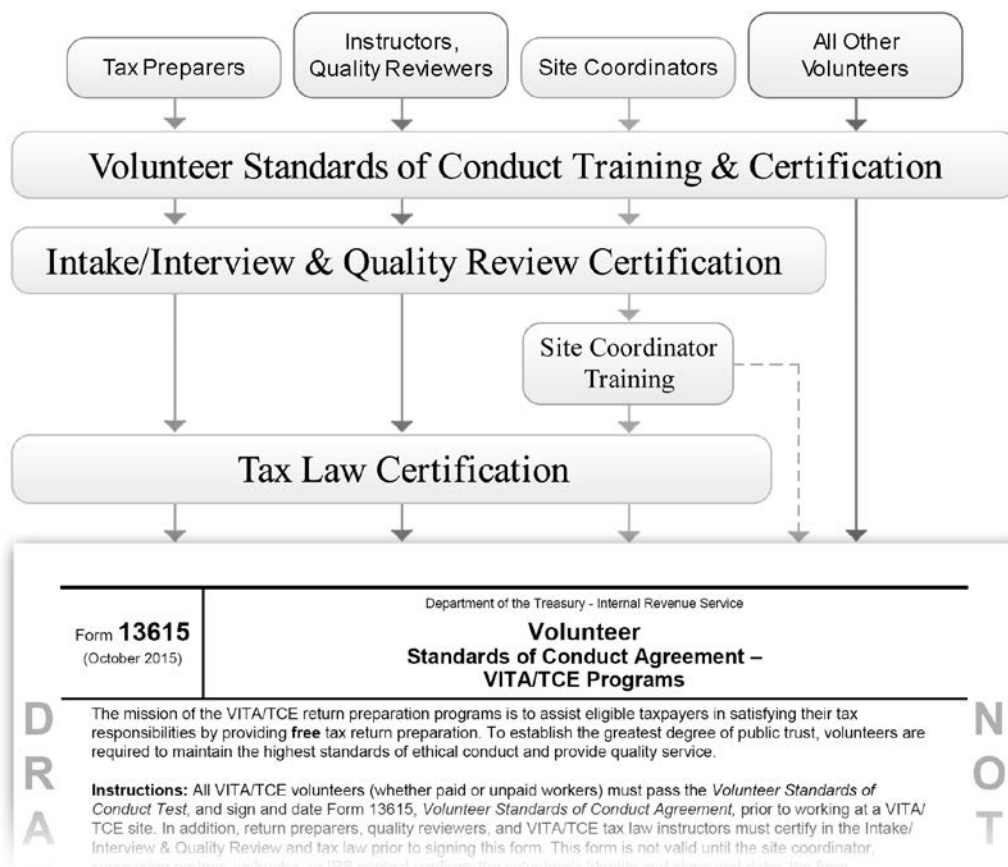 Tax Preparers
Instructors,
Quality Reviewers
Site Coordinators
All Other
Volunteers
Volunteer Standards of Conduct Training & Certification
Intake/Interview & Quality Review Certification
Site Coordinator
Training
Tax Law Certification
Form 13615
(October 2015)
Department of the Treasury - Internal Revenue Service
Volunteer
Standards of Conduct Agreement –
VITA/TCE Programs
The mission of the VITA/TCE return preparation programs is to assist eligible taxpayers in satisfying their tax
responsibilities by providing free tax return preparation. To establish the greatest degree of public trust, volunteers are
required to maintain the highest standards of ethical conduct and provide quality service.
Instructions: All VITA/TCE volunteers (whether paid or unpaid workers) must pass the Volunteer Standards of
Conduct Test, and sign and date Form 13615, Volunteer Standards of Conduct Agreement, prior to working at a VITA/
TCE site. In addition, return preparers, quality reviewers, and VITA/TCE tax law instructors must certify in the Intake/
Interview & Quality Review and tax law prior to signing this form. This form is not valid until the site coordinator,
D
R
A
N
O
T